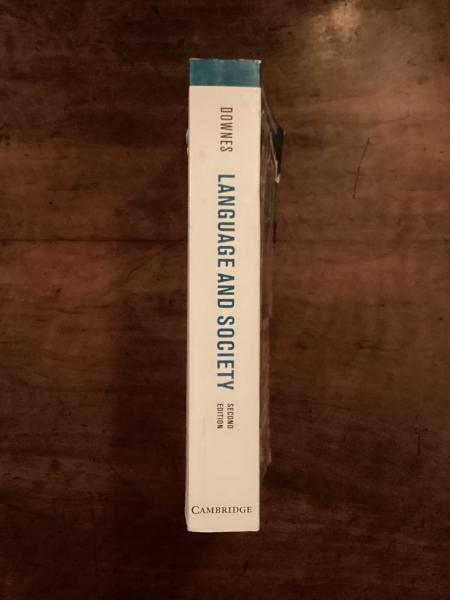 DOWNES
LANGUAGE AND SOCIETY
SECOND
EDITION
CAMBRIDGE